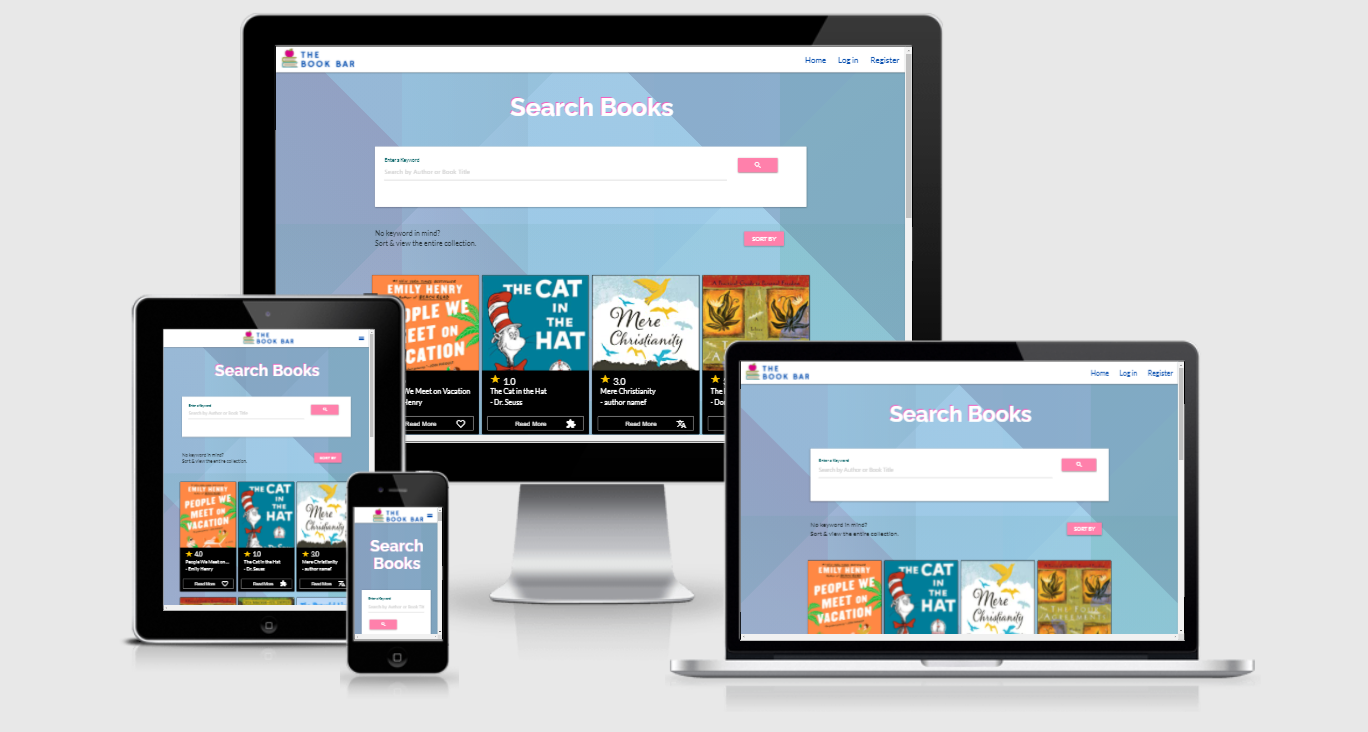 THE
BOOK BAR
Home Log in Register
Search Books
Enter a Keyword
Search by Author or Book Title
No keyword in mind?
Sort & view the entire collection.
SORT BY
EMILY HENRY
OPLE WE
MEET ON
CATION
THE CAT
IN
THE
HAT
Mere
Christianity
1.0
3.0
We Meet on Vacation
The Cat in the Hat
Mere Christianity
The
Henry
- Dr. Seuss
- author namef
- Do
Read More
Read More
Read More
THE
BOOK BAR
Search Books
Enter a Keyword
Search by Author or Book Title
No keyword in mind?
Sort & view the entire collection.
SORT BY
EMILY HENRY
PEOPLE WE
MEET ON
VACATION
THE CAT
IN
THE
HAT
Mere
Christianity
4.0
1.0
3.0
People We Meet on...
The Cat in the Hat
Mere Christianity
- Emily Henry
- Dr. Seuss
- author namef
Read More
Read More
Read More
THE
BOOK BAR
Search
Books
Enter a Keyword
Search by Author or Book Tit
THE
BOOK BAR
Home Log in Register
Search Books
Enter a Keyword
Search by Author or Book Title
No keyword in mind?
Sort & view the entire collection.
SORT BY
EMILY HENRY
PEOPLE WE
MEET ON
VACATION
THE CAT
IN
THE
HAT
Mere
Christianity
THE FOUR
AGREEMENTS